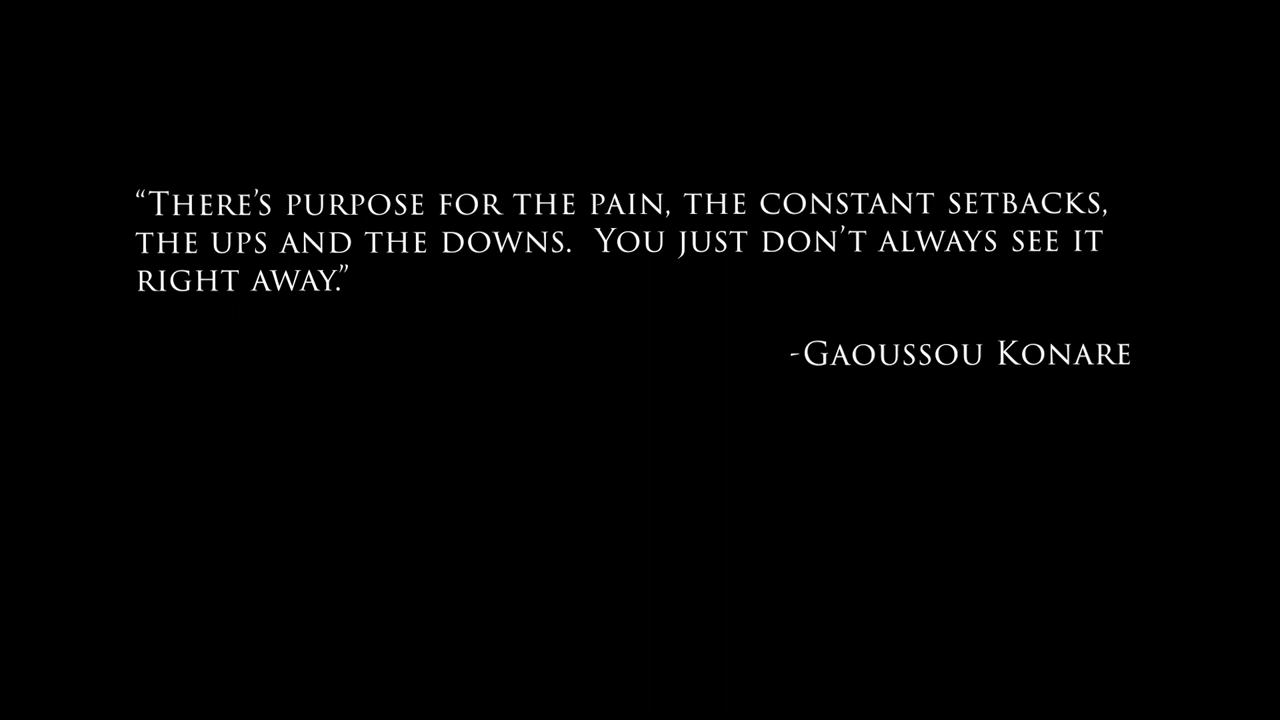 “There’s purpose for the pain, the constant setbacks,
the ups and the downns.  You just don’t always see it
right away.”
-Gaoussou Konare